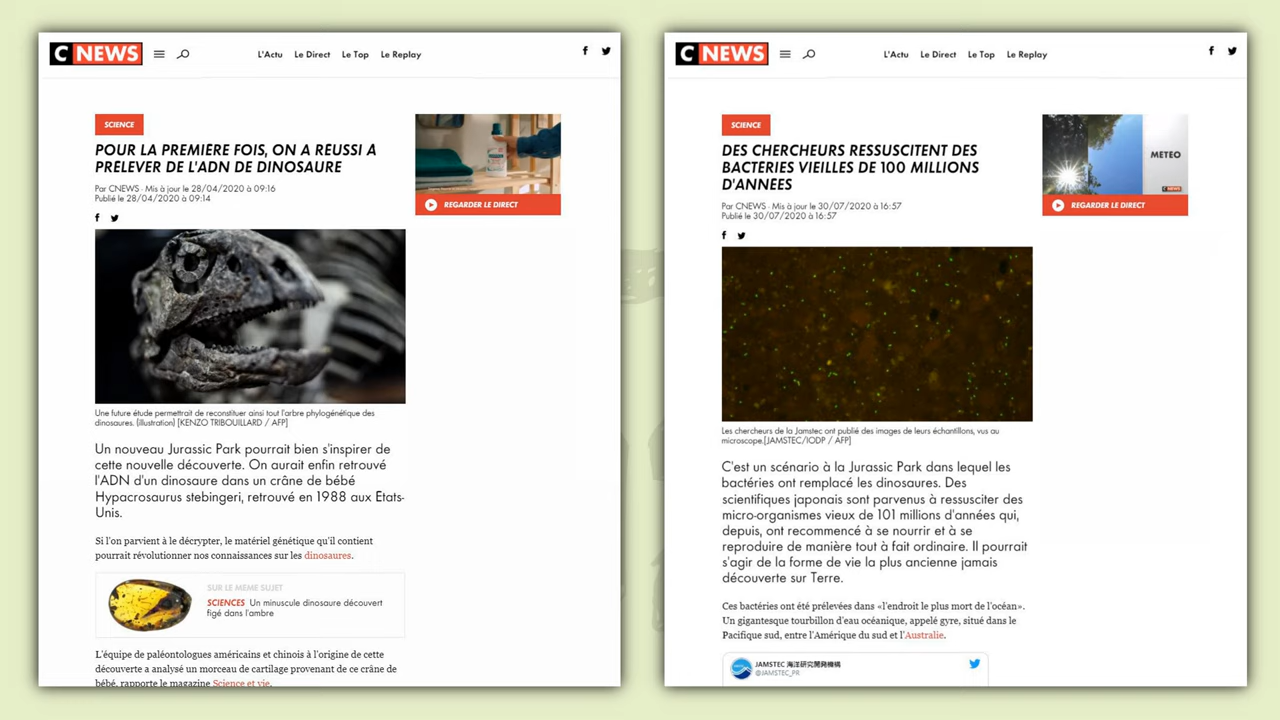 C NEWS
L'Actu Le Direct Le Top Le Replay
SCIENCE
POUR LA PREMIERE FOIS, ON A REUSSI A
PRELEVER DE L'ADN DE DINOSAURE
Par CNEWS - Mis à jour le 28/04/2020 à 09:16
Publié le 28/04/2020 à 09:14
REGARDER LE DIRECT
Une future étude permettrait de reconstituer ainsi tout l'arbre phylogénétique des
dinosaures. (illustration) [KENZO TRIBOUILLARD / AFP]
Un nouveau Jurassic Park pourrait bien s'inspirer de
cette nouvelle découverte. On aurait enfin retrouvé
l'ADN d'un dinosaure dans un crâne de bébé
Hypacrosaurus stebingeri, retrouvé en 1988 aux Etats-
Unis.
Si l'on parvient à le décrypter, le matériel génétique qu'il contient
pourrait révolutionner nos connaissances sur les dinosaures.
SUR LE MEME SUJET
SCIENCES Un minuscule dinosaure découvert
figé dans l'ambre
L'équipe de paléontologues américains et chinois à l'origine de cette
découverte a analysé un morceau de cartilage provenant de ce crâne de
bébé, rapporte le magazine Science et vie.
C NEWS
L'Actu Le Direct Le Top Le Replay
SCIENCE
DES CHERCHEURS RESSUSCITENT DES
BACTERIES VIEILLES DE 100 MILLIONS
D'ANNEES
Par CNEWS - Mis à jour le 30/07/2020 à 16:57
Publié le 30/07/2020 à 16:57
METEO
CNEWS
REGARDER LE DIRECT
Les chercheurs de la Jamstec ont publié des images de leurs échantillons, vus au
microscope.[JAMSTEC/IODP / AFP]
C'est un scénario à la Jurassic Park dans lequel les
bactéries ont remplacé les dinosaures. Des
scientifiques japonais sont parvenus à ressusciter des
micro-organismes vieux de 101 millions d'années qui,
depuis, ont recommencé à se nourrir et à se
reproduire de manière tout à fait ordinaire. Il pourrait
s'agir de la forme de vie la plus ancienne jamais
découverte sur Terre.
Ces bactéries ont été prélevées dans «l'endroit le plus mort de l'océan».
Un gigantesque tourbillon d'eau océanique, appelé gyre, situé dans le
Pacifique sud, entre l'Amérique du sud et l'Australie.
JAMSTEC 海洋研究開発機構
@JAMSTEC_PR